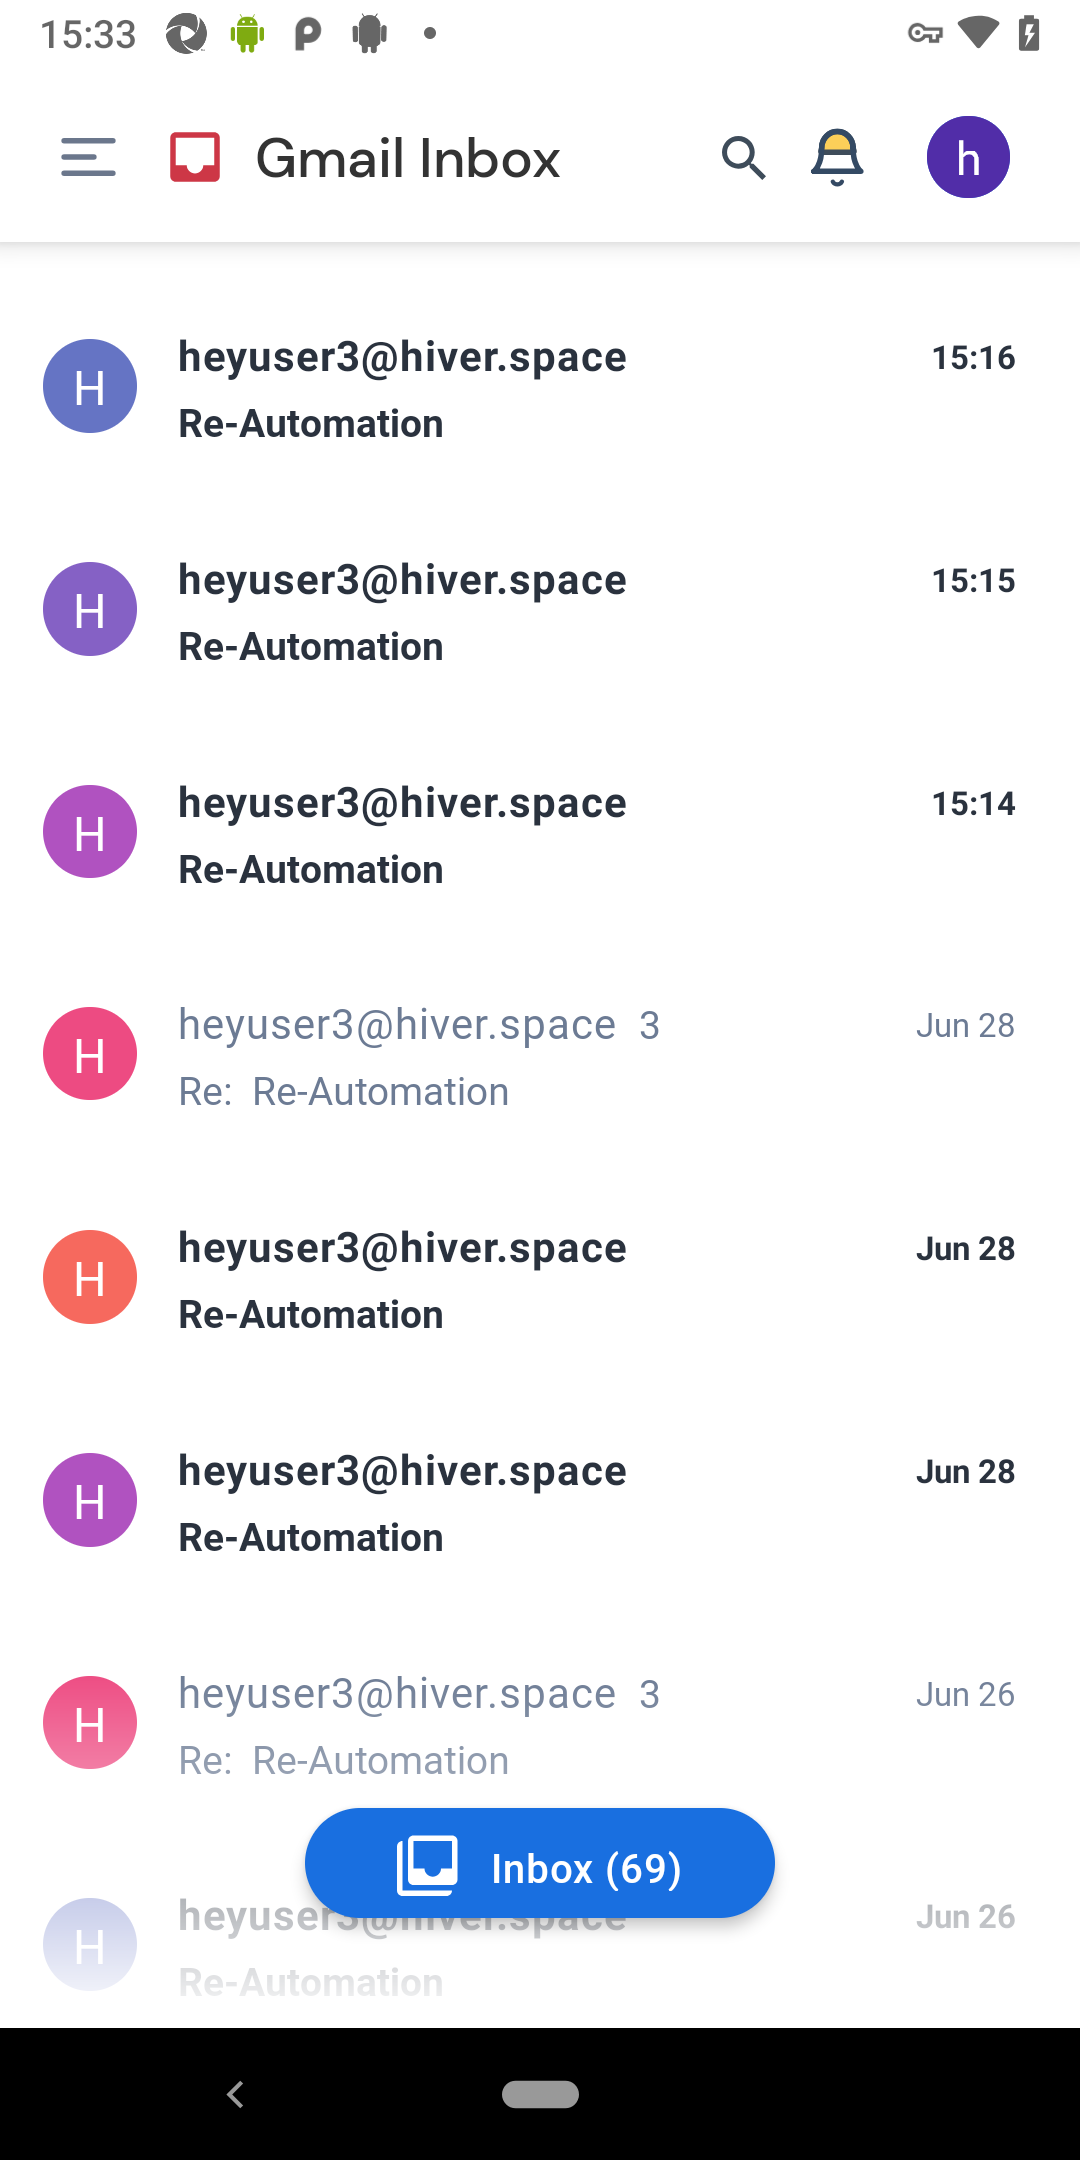 15:33
Gmail Inbox
h
H
heyuser3@hiver.space 15:16
Re-Automation
H
heyuser3@hiver.space 15:15
Re-Automation
H
heyuser3@hiver.space 15:14
Re-Automation
H
heyuser3@hiver.space 3 Jun 28
Re: Re-Automation
H
heyuser3@hiver.space Jun 28
Re-Automation
H
heyuser3@hiver.space Jun 28
Re-Automation
H
heyuser3@hiver.space 3 Jun 26
Re: Re-Automation
Inbox (69)
H
heyuser3@hiver.space Jun 26
Re-Automation